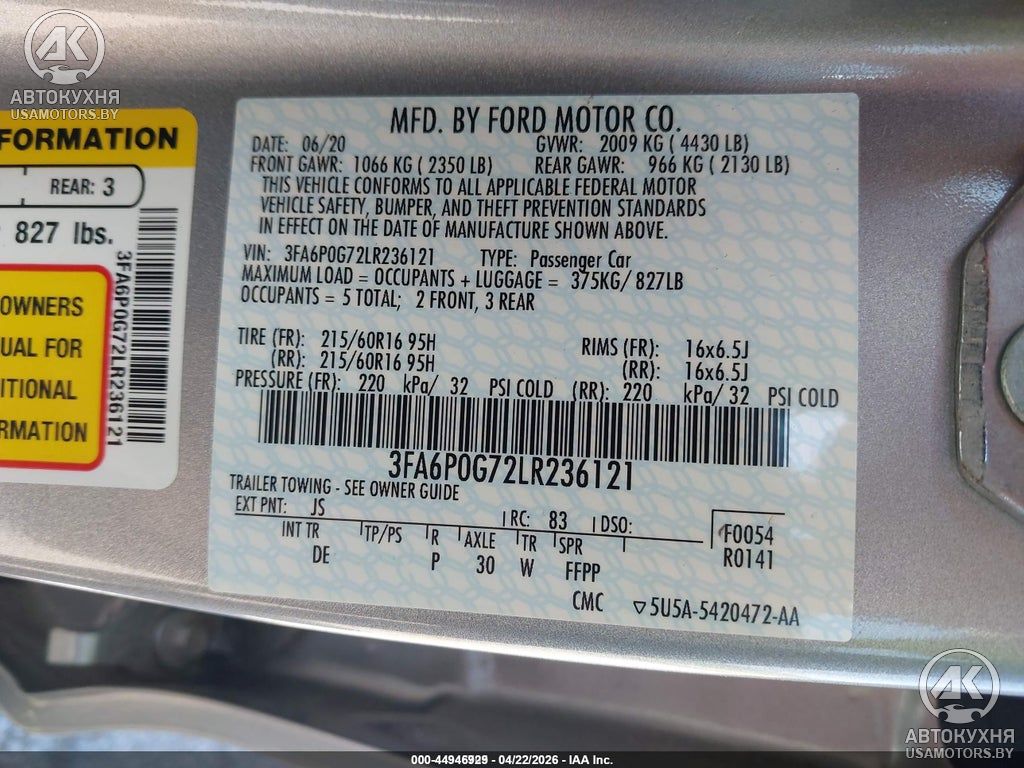 АВТОКУХНЯ
USAMOTORS.BY
FORMATION
REAR: 3
827 lbs.
OWNERS
UAL FOR
ITIONAL
RMATION
3FA6P0G72LR236121
MFD. BY FORD MOTOR CO.
DATE: 06/20 GVWR: 2009 KG ( 4430 LB)
FRONT GAWR: 1066 KG ( 2350 LB) REAR GAWR: 966 KG ( 2130 LB)
THIS VEHICLE CONFORMS TO ALL APPLICABLE FEDERAL MOTOR
VEHICLE SAFETY, BUMPER, AND THEFT PREVENTION STANDARDS
IN EFFECT ON THE DATE OF MANUFACTURE SHOWN ABOVE.
VIN: 3FA6P0G72LR236121 TYPE: Passenger Car
MAXIMUM LOAD = OCCUPANTS + LUGGAGE = 375KG/ 827LB
OCCUPANTS = 5 TOTAL; 2 FRONT, 3 REAR
TIRE (FR): 215/60R16 95H RIMS (FR): 16x6.5J
(RR): 215/60R16 95H (RR): 16x6.5J
PRESSURE (FR): 220 kPa/ 32 PSI COLD (RR): 220 kPa/ 32 PSI COLD
3FA6P0G72LR236121
TRAILER TOWING - SEE OWNER GUIDE
EXT PNT: JS RC: 83 DSO: F0054
INT TR TP/PS R AXLE TR SPR R0141
DE P 30 W FFPP
CMC ▽5U5A-5420472-AA
АК
АВТОКУХНЯ
USAMOTORS.BY
- 04/22/2026 - IAA Inc.